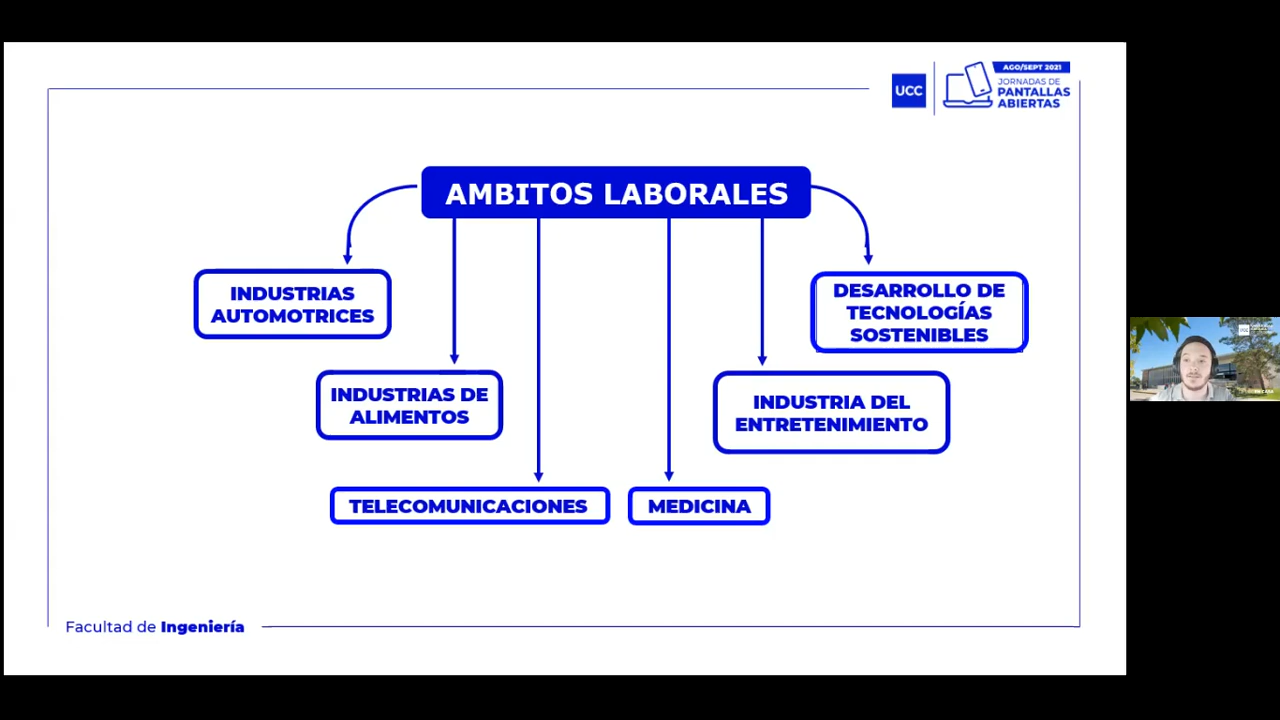 AGO/SEPT 2021
UCC
JORNADAS DE
PANTALLAS
ABIERTAS
AMBITOS LABORALES
INDUSTRIAS
AUTOMOTRICES
DESARROLLO DE
TECNOLOGÍAS
SOSTENIBLES
INDUSTRIAS DE
ALIMENTOS
INDUSTRIA DEL
ENTRETENIMIENTO
TELECOMUNICACIONES
MEDICINA
Facultad de Ingeniería
UCC